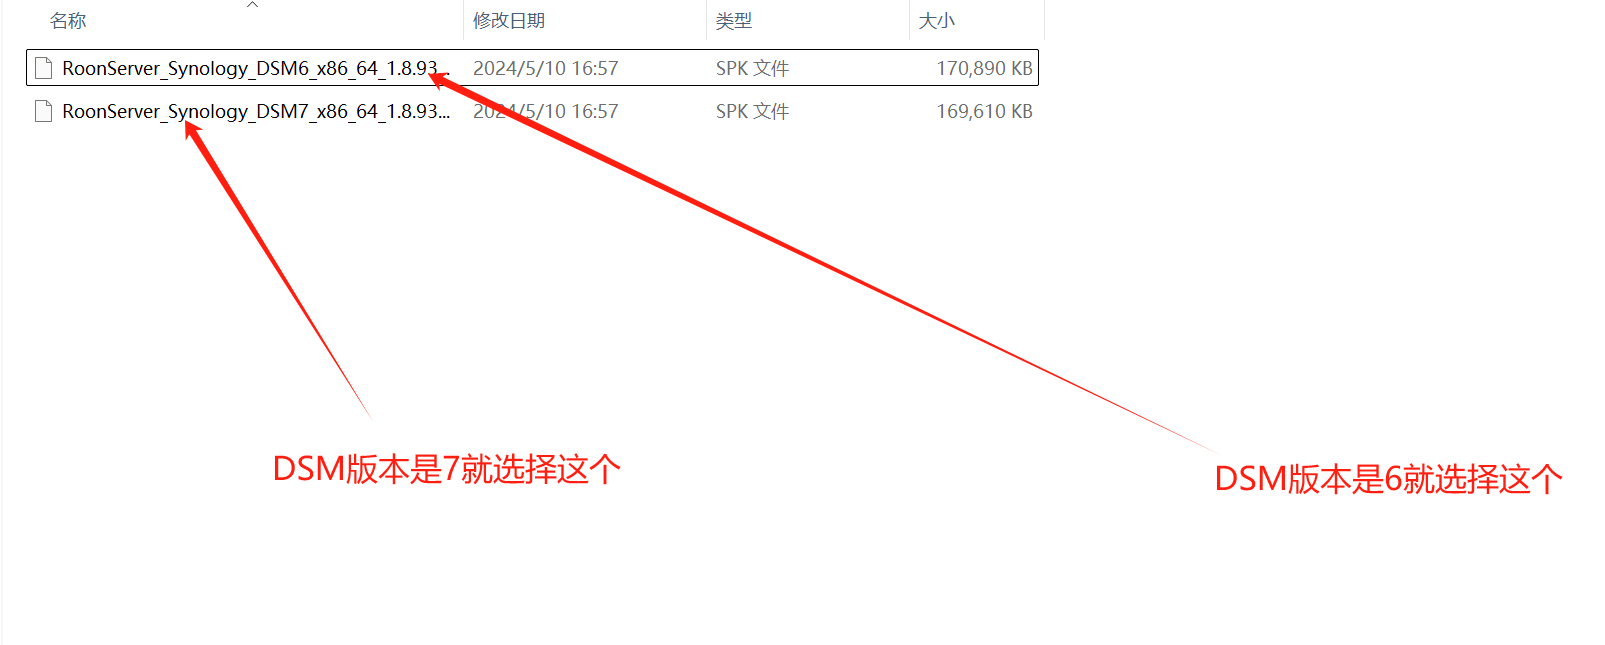 名称 修改日期 类型 大小
RoonServer_Synology_DSM6_x86_64_1.8.93... 2024/5/10 16:57 SPK 文件 170,890 KB
RoonServer_Synology_DSM7_x86_64_1.8.93... 2024/5/10 16:57 SPK 文件 169,610 KB
DSM版本是7就选择这个
DSM版本是6就选择这个